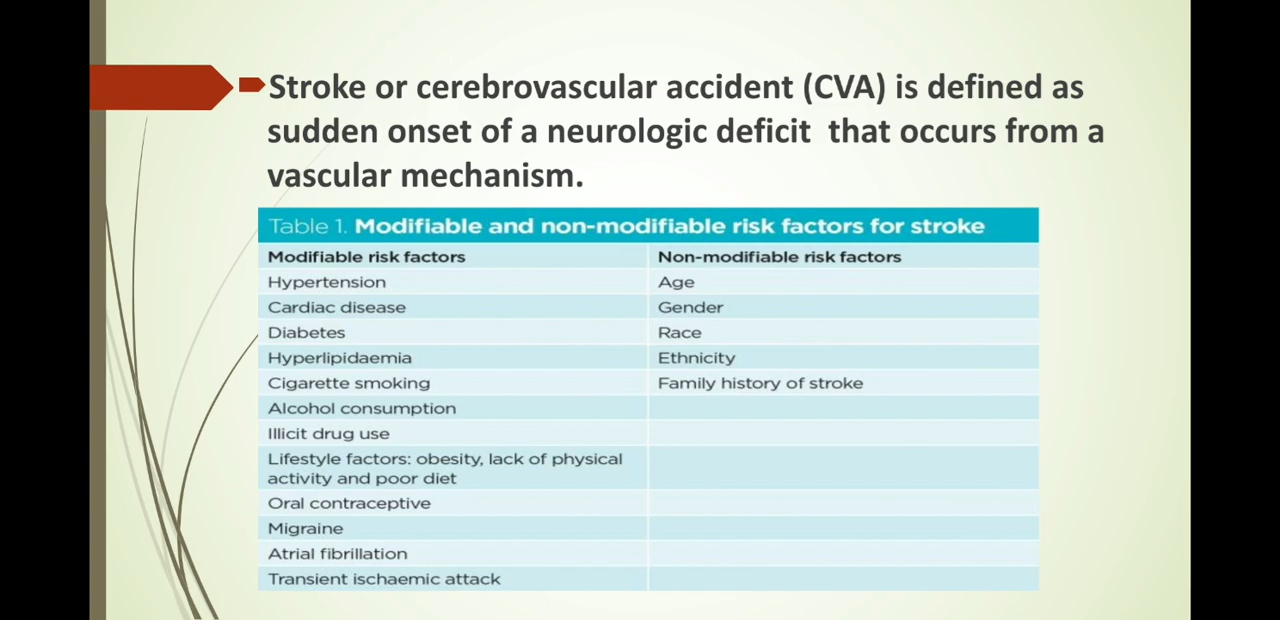 Stroke or cerebrovascular accident (CVA) is defined as
sudden onset of a neurologic deficit that occurs from a
vascular mechanism.
Table 1. Modifiable and non-modifiable risk factors for stroke
Modifiable risk factors Non-modifiable risk factors
Hypertension Age
Cardiac disease Gender
Diabetes Race
Hyperlipidaemia Ethnicity
Cigarette smoking Family history of stroke
Alcohol consumption
Illicit drug use
Lifestyle factors: obesity, lack of physical
activity and poor diet
Oral contraceptive
Migraine
Atrial fibrillation
Transient ischaemic attack